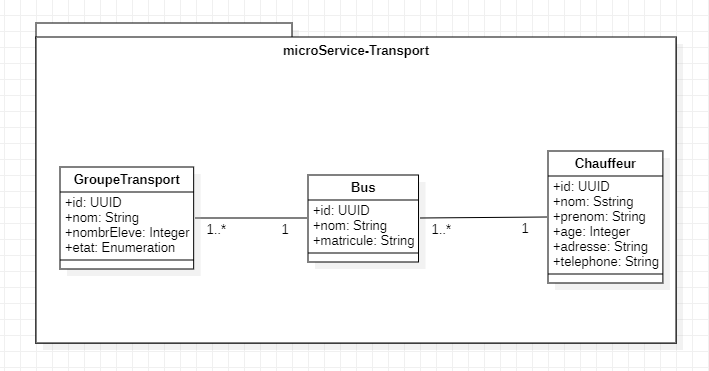 microService-Transport
GroupeTransport
+id: UUID
+nom: String
+nombrEleve: Integer
+etat: Enumeration
1..*
1
Bus
+id: UUID
+nom: String
+matricule: String
1..*
1
Chauffeur
+id: UUID
+nom: Sstring
+prenom: String
+age: Integer
+adresse: String
+telephone: String